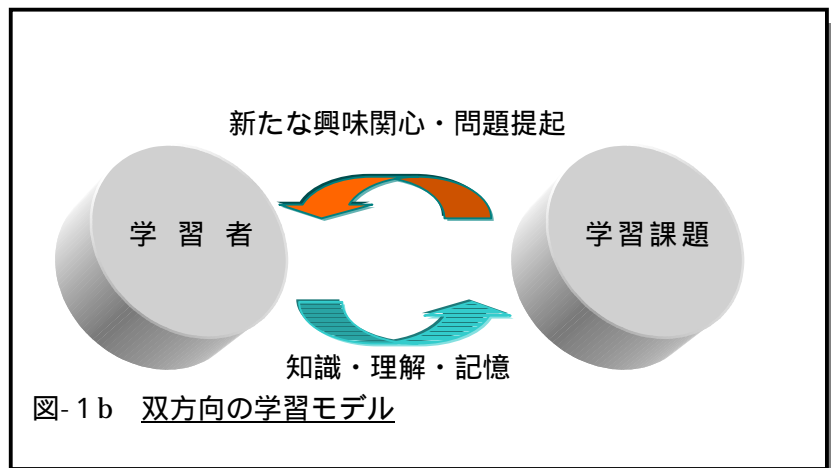 新たな興味関心・問題提起
学 習 者
学習課題
知識・理解・記憶
図-１b　双方向の学習モデル